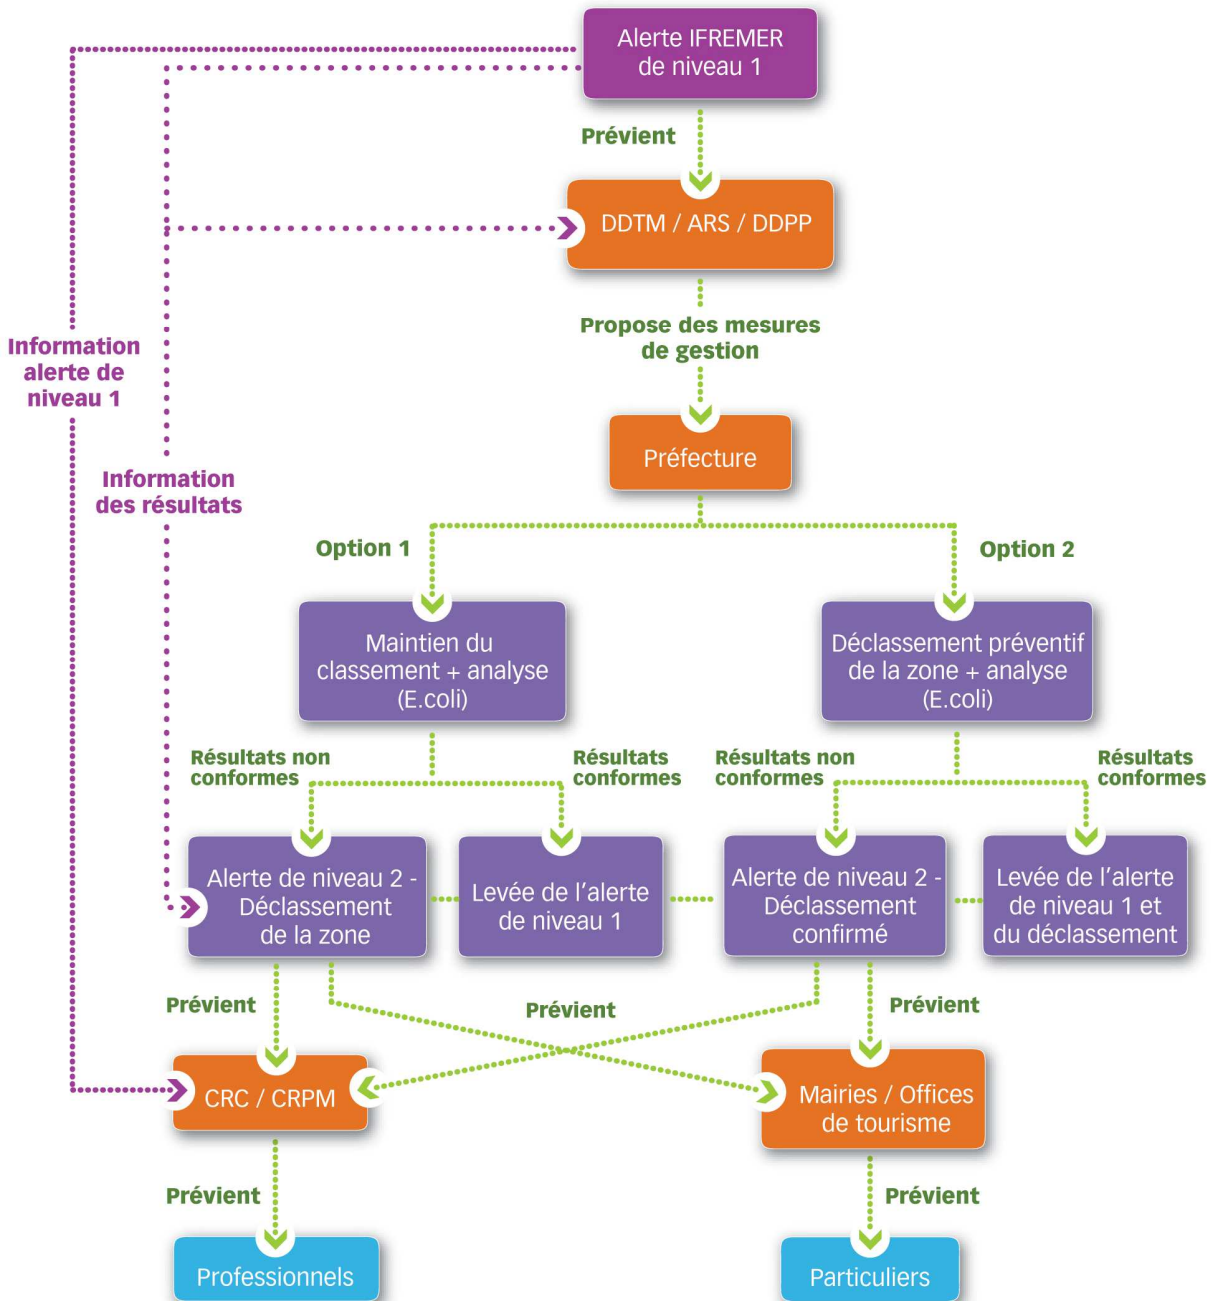 Alerte IFREMER
de niveau 1
Prévient
DDTM / ARS / DDPP
Propose des mesures
de gestion
Information
alerte de
niveau 1
Préfecture
Information
des résultats
Option 1
Option 2
Maintien du
classement + analyse
(E.coli)
Déclassement préventif
de la zone + analyse
(E.coli)
Résultats non
conformes
Résultats
conformes
Résultats non
conformes
Résultats
conformes
Alerte de niveau 2 -
Déclassement
de la zone
Levée de l'alerte
de niveau 1
Alerte de niveau 2 -
Déclassement
confirmé
Levée de l'alerte
de niveau 1 et
du déclassement
Prévient
Prévient
Prévient
CRC / CRPM
Mairies / Offices
de tourisme
Prévient
Prévient
Professionnels
Particuliers